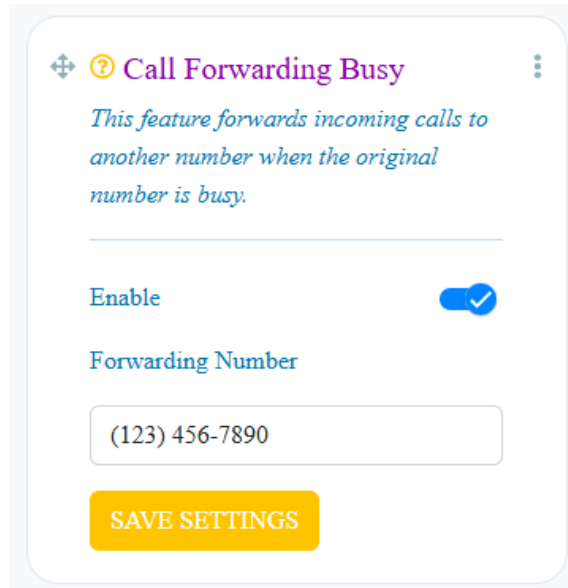 Call Forwarding Busy
This feature forwards incoming calls to
another number when the original
number is busy.
Enable
Forwarding Number
(123) 456-7890
SAVE SETTINGS